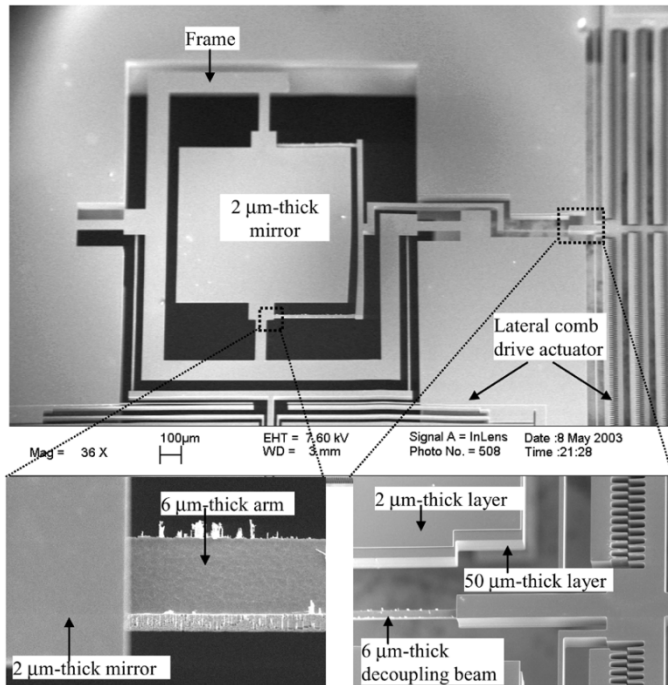 Frame
2 μm-thick
mirror
Lateral comb
drive actuator
Mag = 36 X
100μm
EHT = 7.60 kV
WD = 3 mm
Signal A = InLens
Photo No. = 508
Date :8 May 2003
Time :21:28
6 μm-thick arm
2 μm-thick mirror
2 μm-thick layer
50 μm-thick layer
6 μm-thick
decoupling beam